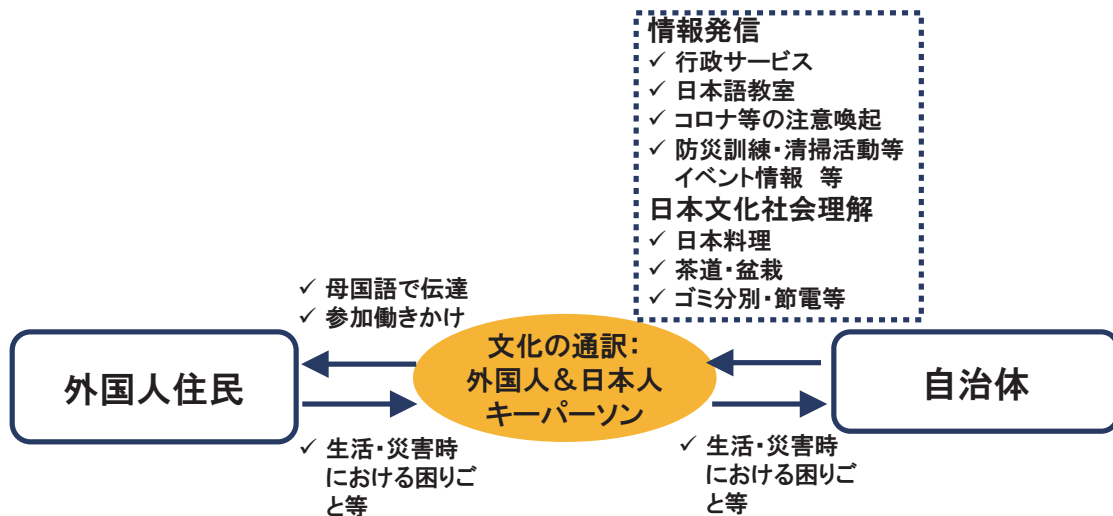 情報発信
✓ 行政サービス
✓ 日本語教室
✓ コロナ等の注意喚起
✓ 防災訓練・清掃活動等
イベント情報 等
日本文化社会理解
✓ 日本料理
✓ 茶道・盆栽
✓ ゴミ分別・節電等
✓ 母国語で伝達
✓ 参加働きかけ
外国人住民
文化の通訳：
外国人＆日本人
キーパーソン
自治体
✓ 生活・災害時
における困りご
と等
✓ 生活・災害時
における困りご
と等